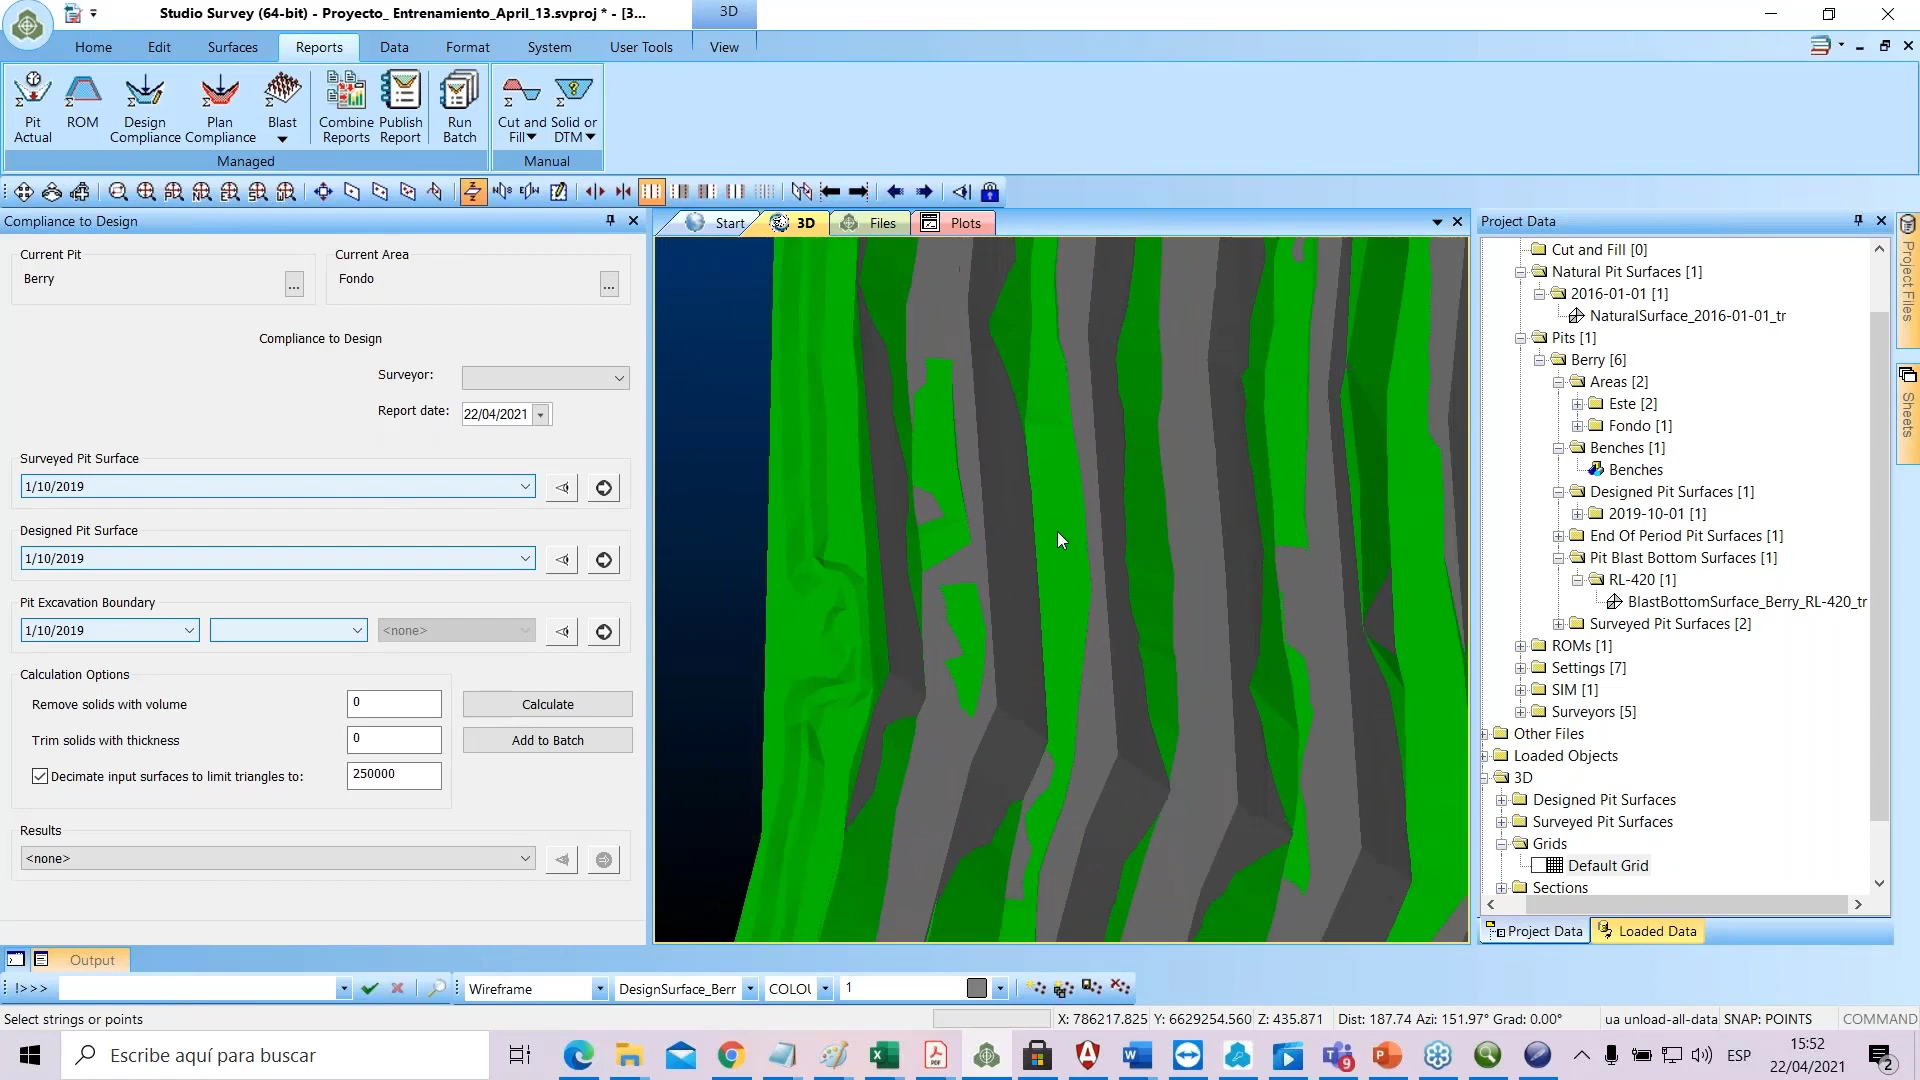 Studio Survey (64-bit) - Proyecto_ Entrenamiento_April_13.svproj * - [3...
3D
Home Edit Surfaces Reports Data Format System User Tools View
Pit Actual
ROM
Design Compliance
Plan Compliance
Blast
Combine Reports
Publish Report
Run Batch
Cut and Fill
Solid or DTM
Managed
Manual
Compliance to Design
Current Pit
Berry
...
Current Area
Fondo
...
Compliance to Design
Surveyor:
Report date: 22/04/2021
Surveyed Pit Surface
1/10/2019
Designed Pit Surface
1/10/2019
Pit Excavation Boundary
1/10/2019 <none>
Calculation Options
Remove solids with volume 0 Calculate
Trim solids with thickness 0 Add to Batch
Decimate input surfaces to limit triangles to: 250000
Results
<none>
Start 3D Files Plots
Project Data
Cut and Fill [0]
Natural Pit Surfaces [1]
2016-01-01 [1]
NaturalSurface_2016-01-01_tr
Pits [1]
Berry [6]
Areas [2]
Este [2]
Fondo [1]
Benches [1]
Benches
Designed Pit Surfaces [1]
2019-10-01 [1]
End Of Period Pit Surfaces [1]
Pit Blast Bottom Surfaces [1]
RL-420 [1]
BlastBottomSurface_Berry_RL-420_tr
Surveyed Pit Surfaces [2]
ROMs [1]
Settings [7]
SIM [1]
Surveyors [5]
Other Files
Loaded Objects
3D
Designed Pit Surfaces
Surveyed Pit Surfaces
Grids
Default Grid
Sections
Project Data Loaded Data
Project Files
Sheets
Output
!>>> Wireframe DesignSurface_Berr COLOU 1
Select strings or points X: 786217.825 Y: 6629254.560 Z: 435.871 Dist: 187.74 Azi: 151.97° Grad: 0.00° ua unload-all-data SNAP: POINTS COMMAND
Escribe aquí para buscar
9
ESP
15:52
22/04/2021
2